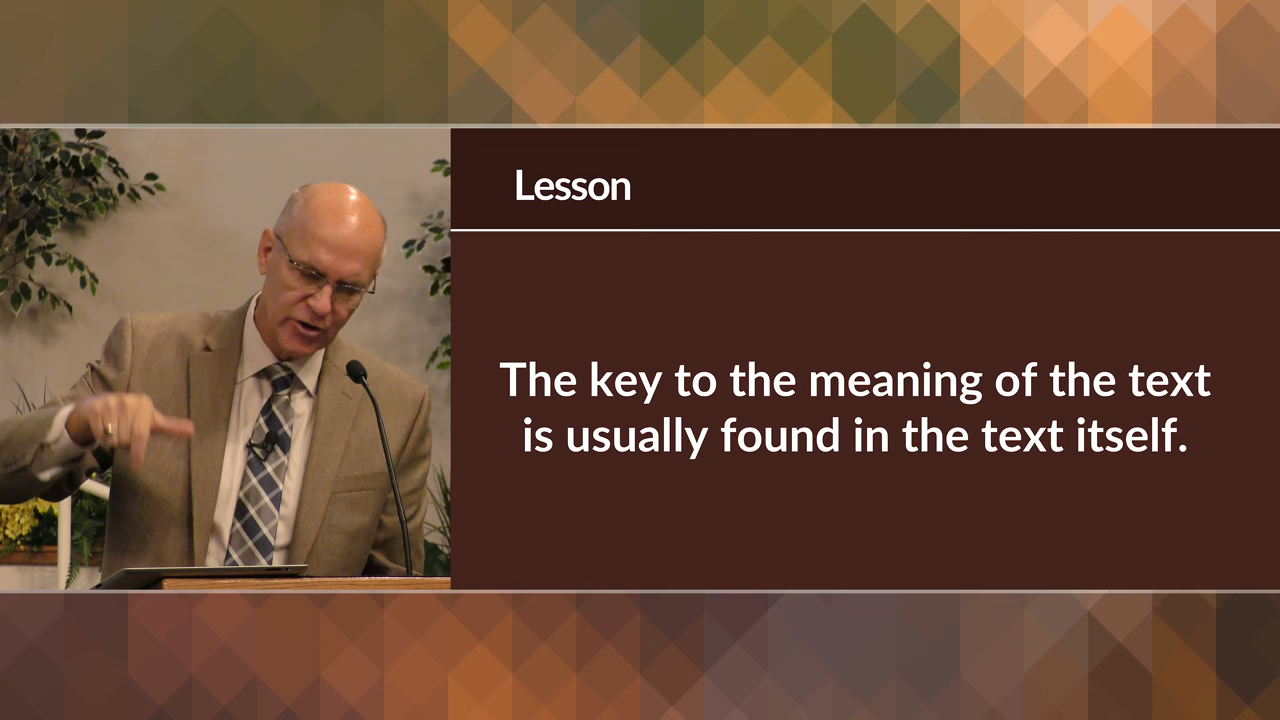 Lesson
The key to the meaning of the text
is usually found in the text itself.